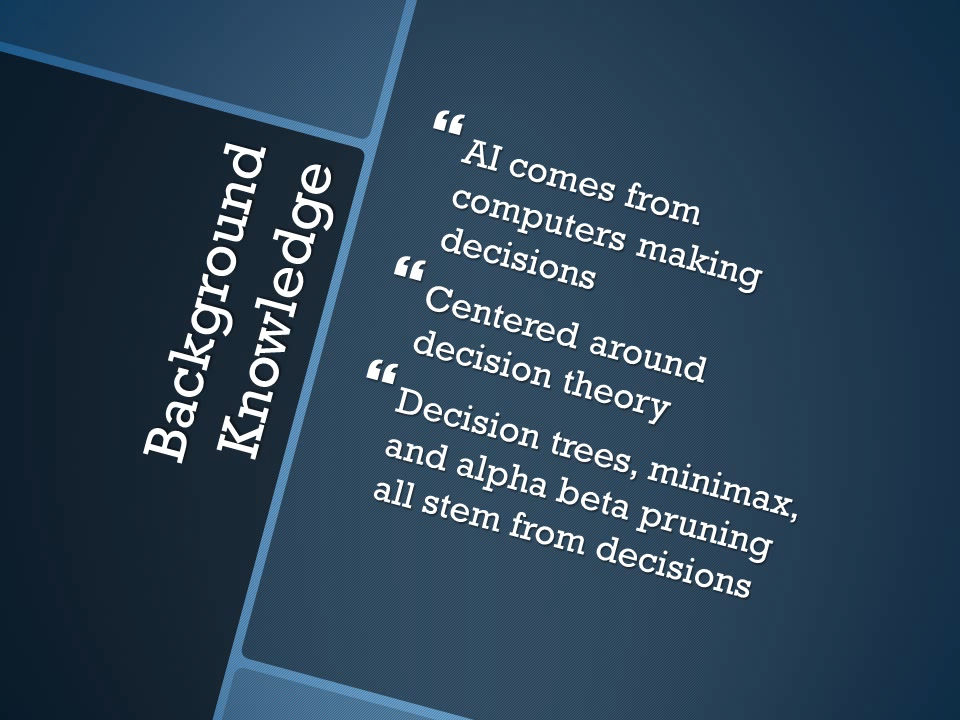 Background
Knowledge
“ AI comes from
computers making
decisions
“ Centered around
decision theory
“ Decision trees, minimax,
and alpha beta pruning
all stem from decisions